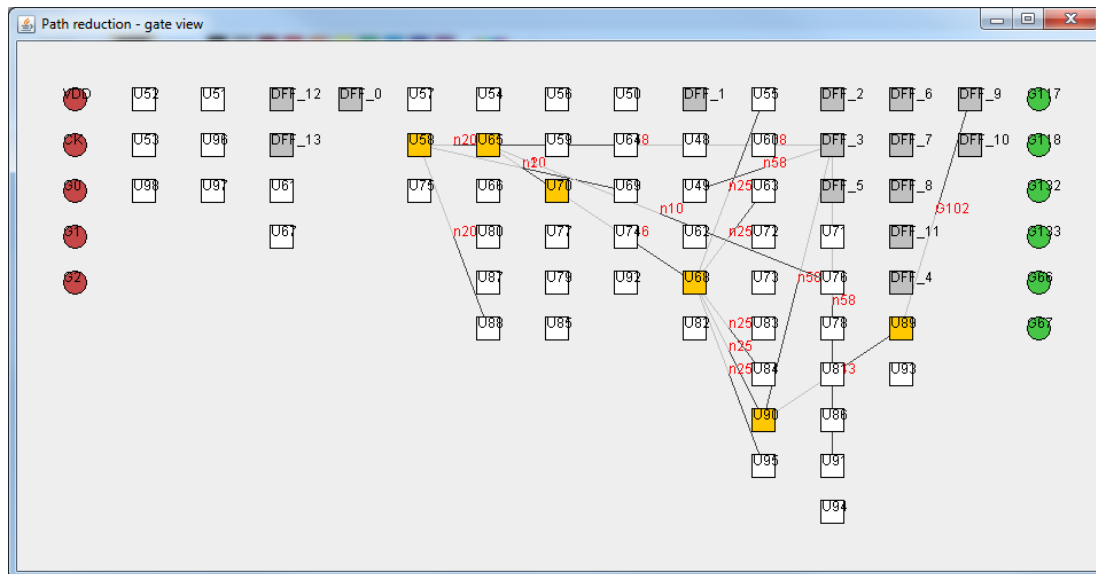 Path reduction - gate view
VDD U52 U51 DFF_12 DFF_0 U57 U54 U56 U50 DFF_1 U55 DFF_2 DFF_6 DFF_9 G117
CK U53 U96 DFF_13 U58 n20 U65 U59 U64 U48 U60 DFF_3 DFF_7 DFF_10 G118
n58
G0 U98 U97 U61 U75 U66 U70 U69 U49 n25 U63 DFF_5 DFF_8 G132
n10 G102
G1 U67 n20 U80 U77 U74 U62 n25 U72 U71 DFF_11 G133
G2 U87 U79 U92 U68 U73 n58 U76 DFF_4 G66
n58
U88 U85 U82 n25 U83 U78 U89 G67
n25
n25 U84 U81 U93
U90 U86
U95 U91
U94